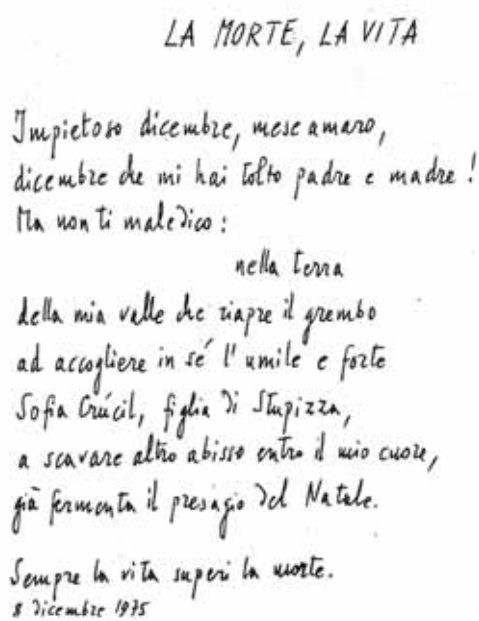 LA MORTE, LA VITA
Impietoso dicembre, mese amaro,
dicembre che mi hai tolto padre e madre!
Ma non ti maledico:
nella terra
della mia valle che riapre il grembo
ad accogliere in sé l'umile e forte
Sofia Crúcil, figlia di Stupizza,
a scavare altro abisso entro il mio cuore,
già fermenta il presagio del Natale.
Sempre la vita superi la morte.
8 dicembre 1975